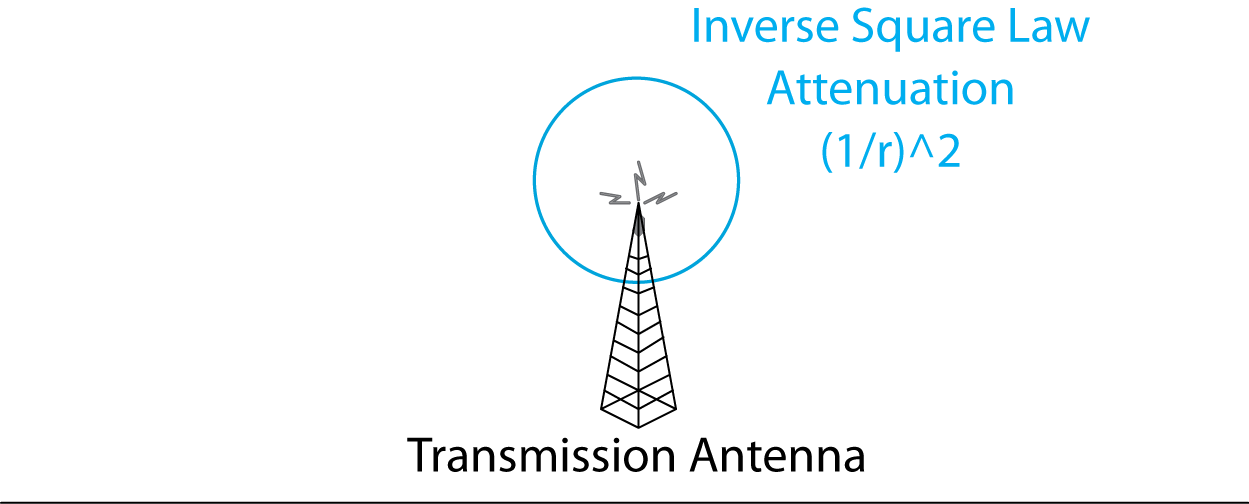 Inverse Square Law
Attenuation
(1/r)^2
Transmission Antenna